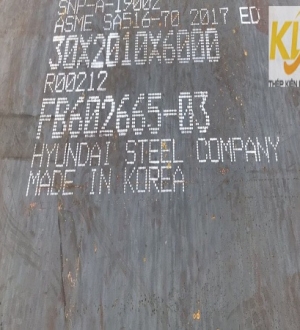 SNP-A-19002
ASME SA516-70 2017 ED
30X2010X6000
R00212
FB602665-03
HYUNDAI STEEL COMPANY
MADE IN KOREA